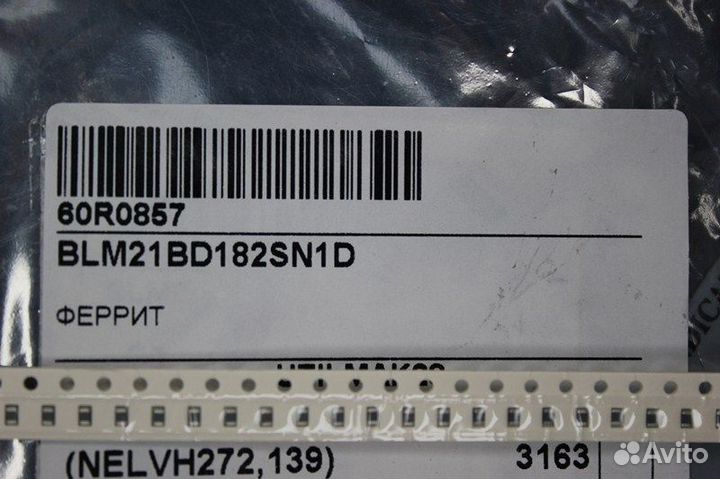 60R0857
BLM21BD182SN1D
ФЕРРИТ
(NELVH272,139) 3163
Avito